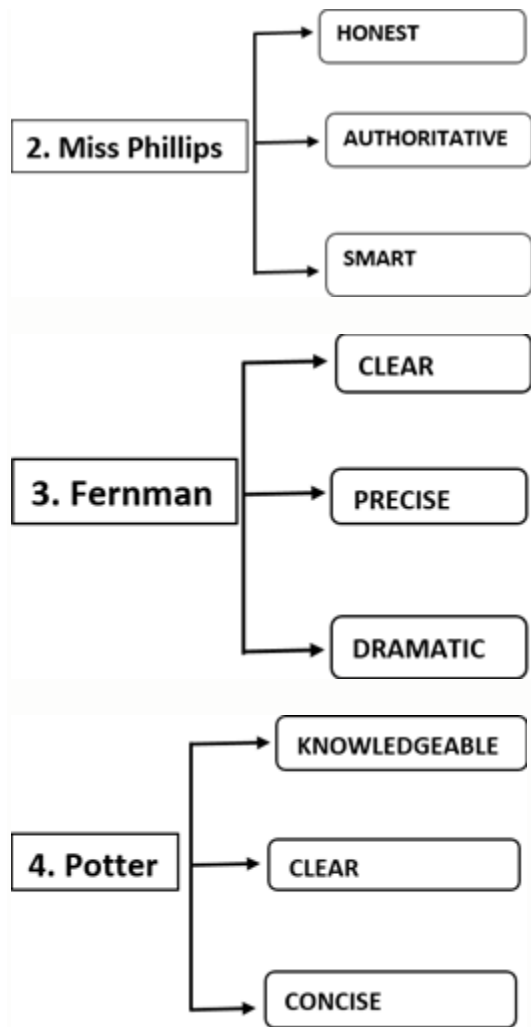 HONEST
2. Miss Phillips
AUTHORITATIVE
SMART
CLEAR
3. Fernman
PRECISE
DRAMATIC
KNOWLEDGEABLE
4. Potter
CLEAR
CONCISE